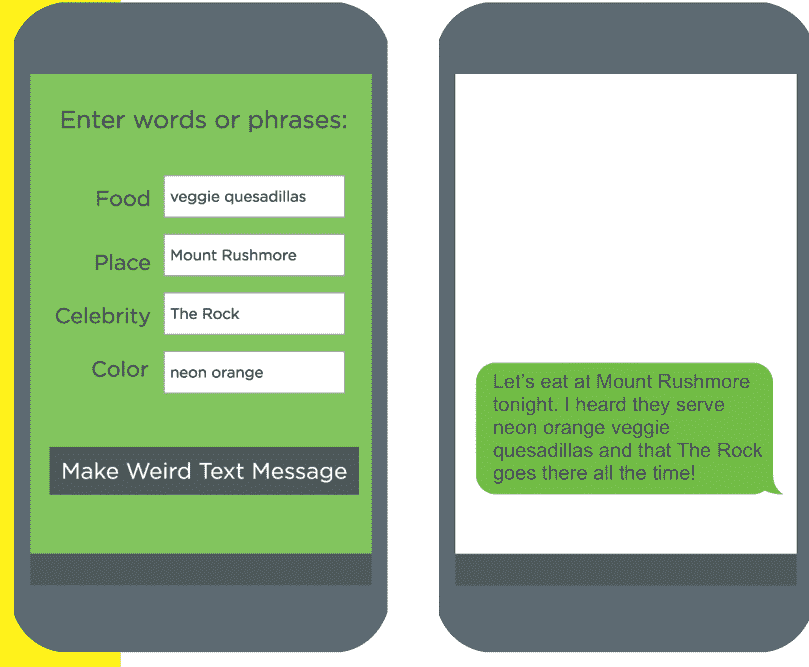 Enter words or phrases:
Food veggie quesadillas
Place Mount Rushmore
Celebrity The Rock
Color neon orange
Make Weird Text Message
Let's eat at Mount Rushmore
tonight. I heard they serve
neon orange veggie
quesadillas and that The Rock
goes there all the time!